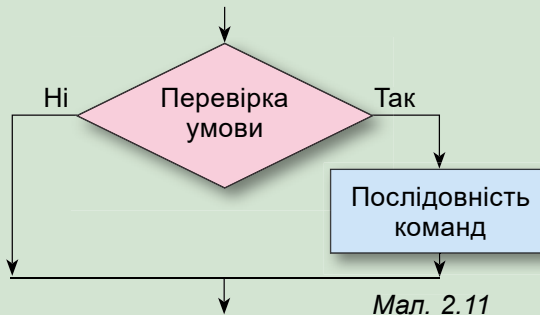 Ні
Перевірка
умови
Так
Послідовність
команд
Мал. 2.11